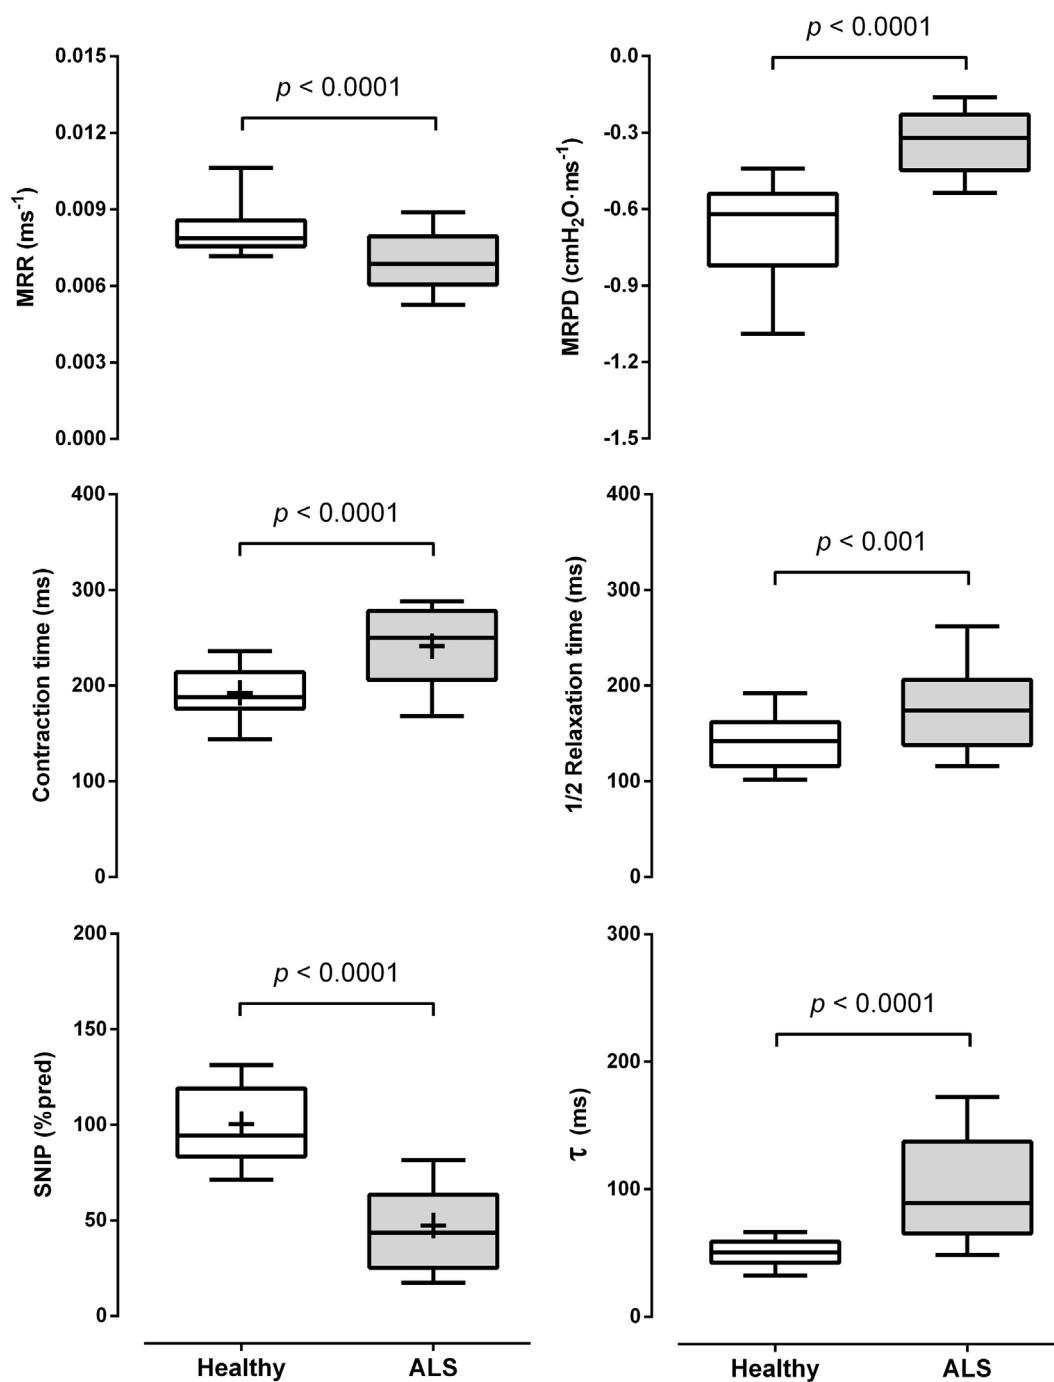 p < 0.0001
MRR (ms-1)
0.015
0.012
0.009
0.006
0.003
0.000
p < 0.0001
MRPD (cmH2O·ms-1)
0.0
-0.3
-0.6
-0.9
-1.2
-1.5
p < 0.0001
Contraction time (ms)
400
300
200
100
0
p < 0.001
1/2 Relaxation time (ms)
400
300
200
100
0
p < 0.0001
SNIP (%pred)
200
150
100
50
0
p < 0.0001
τ (ms)
300
200
100
0
Healthy ALS
Healthy ALS